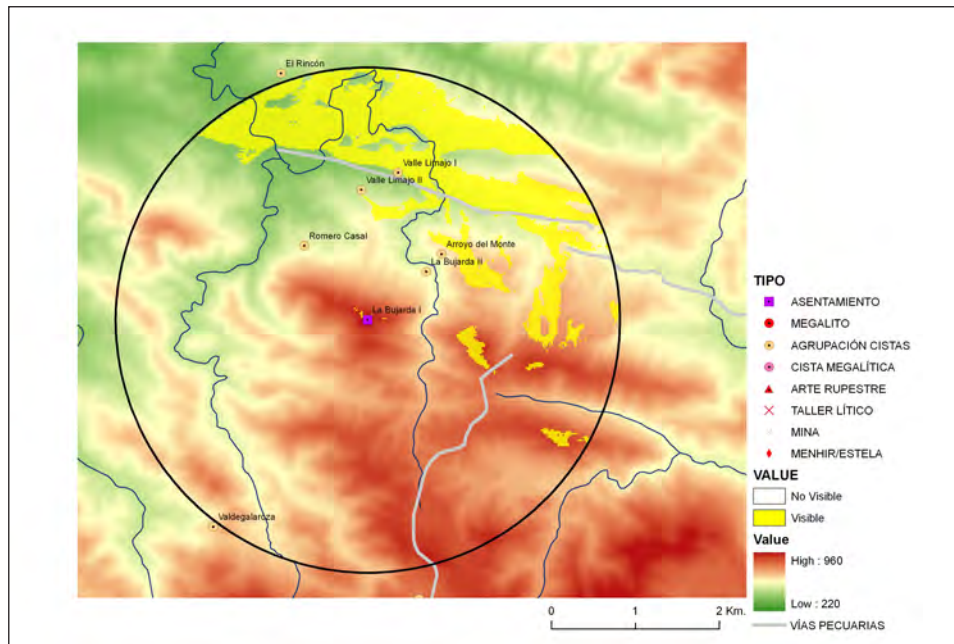 El Rincón
Valle Limajo I
Valle Limajo II
Romero Casal
Arroyo del Monte
La Bujarda II
La Bujarda I
Valdegalaroza
TIPO
ASENTAMIENTO
MEGALITO
AGRUPACIÓN CISTAS
CISTA MEGALÍTICA
ARTE RUPESTRE
TALLER LÍTICO
MINA
MENHIR/ESTELA
VALUE
No Visible
Visible
Value
High : 960
Low : 220
VÍAS PECUARIAS
0 1 2 Km.